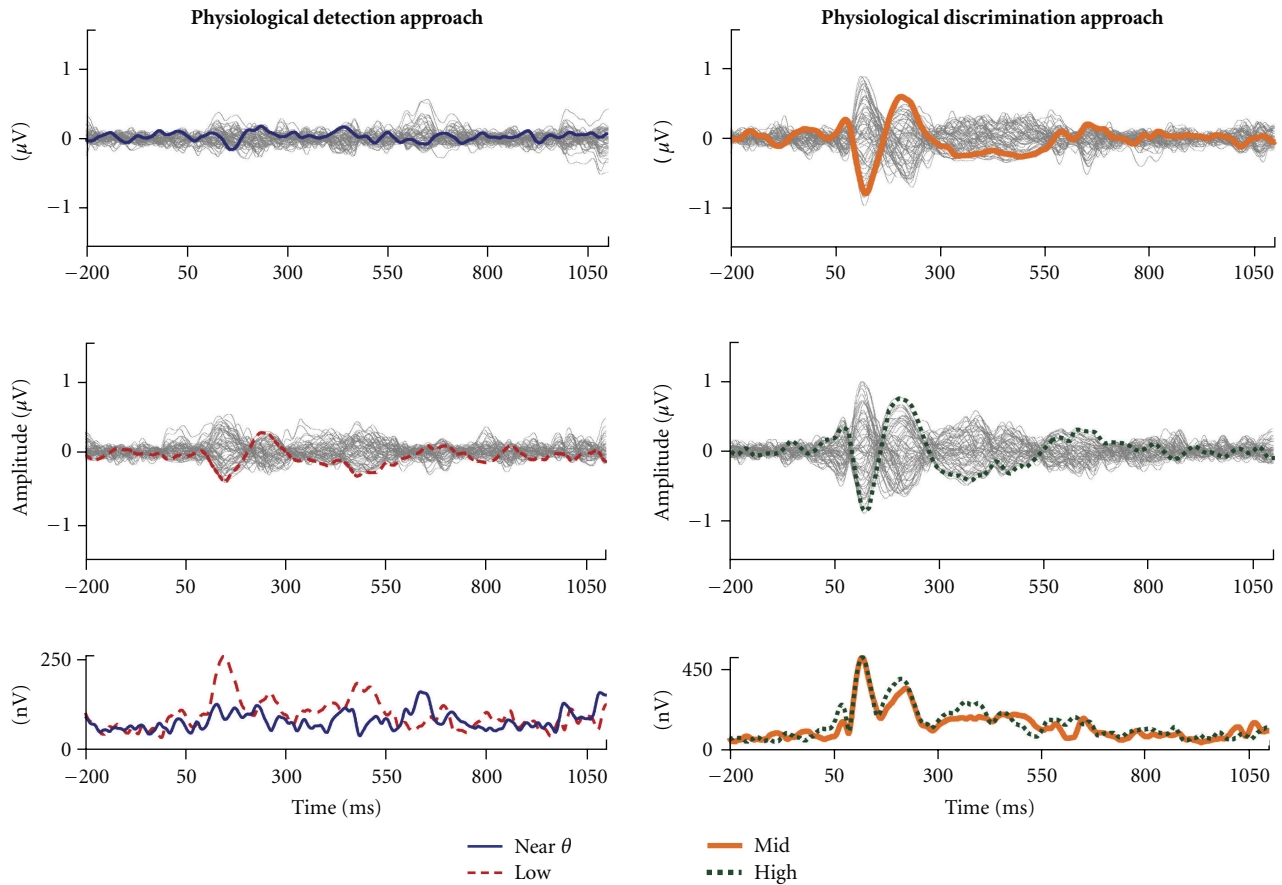 Physiological detection approach
Physiological discrimination approach
(μV)
1
0
−1
−200 50 300 550 800 1050
( μV)
1
0
−1
−200 50 300 550 800 1050
Amplitude (μV)
1
0
−1
−200 50 300 550 800 1050
Amplitude (μV)
1
0
−1
−200 50 300 550 800 1050
(nV)
250
0
−200 50 300 550 800 1050
Time (ms)
(nV)
450
0
−200 50 300 550 800 1050
Time (ms)
Near θ
Low
Mid
High